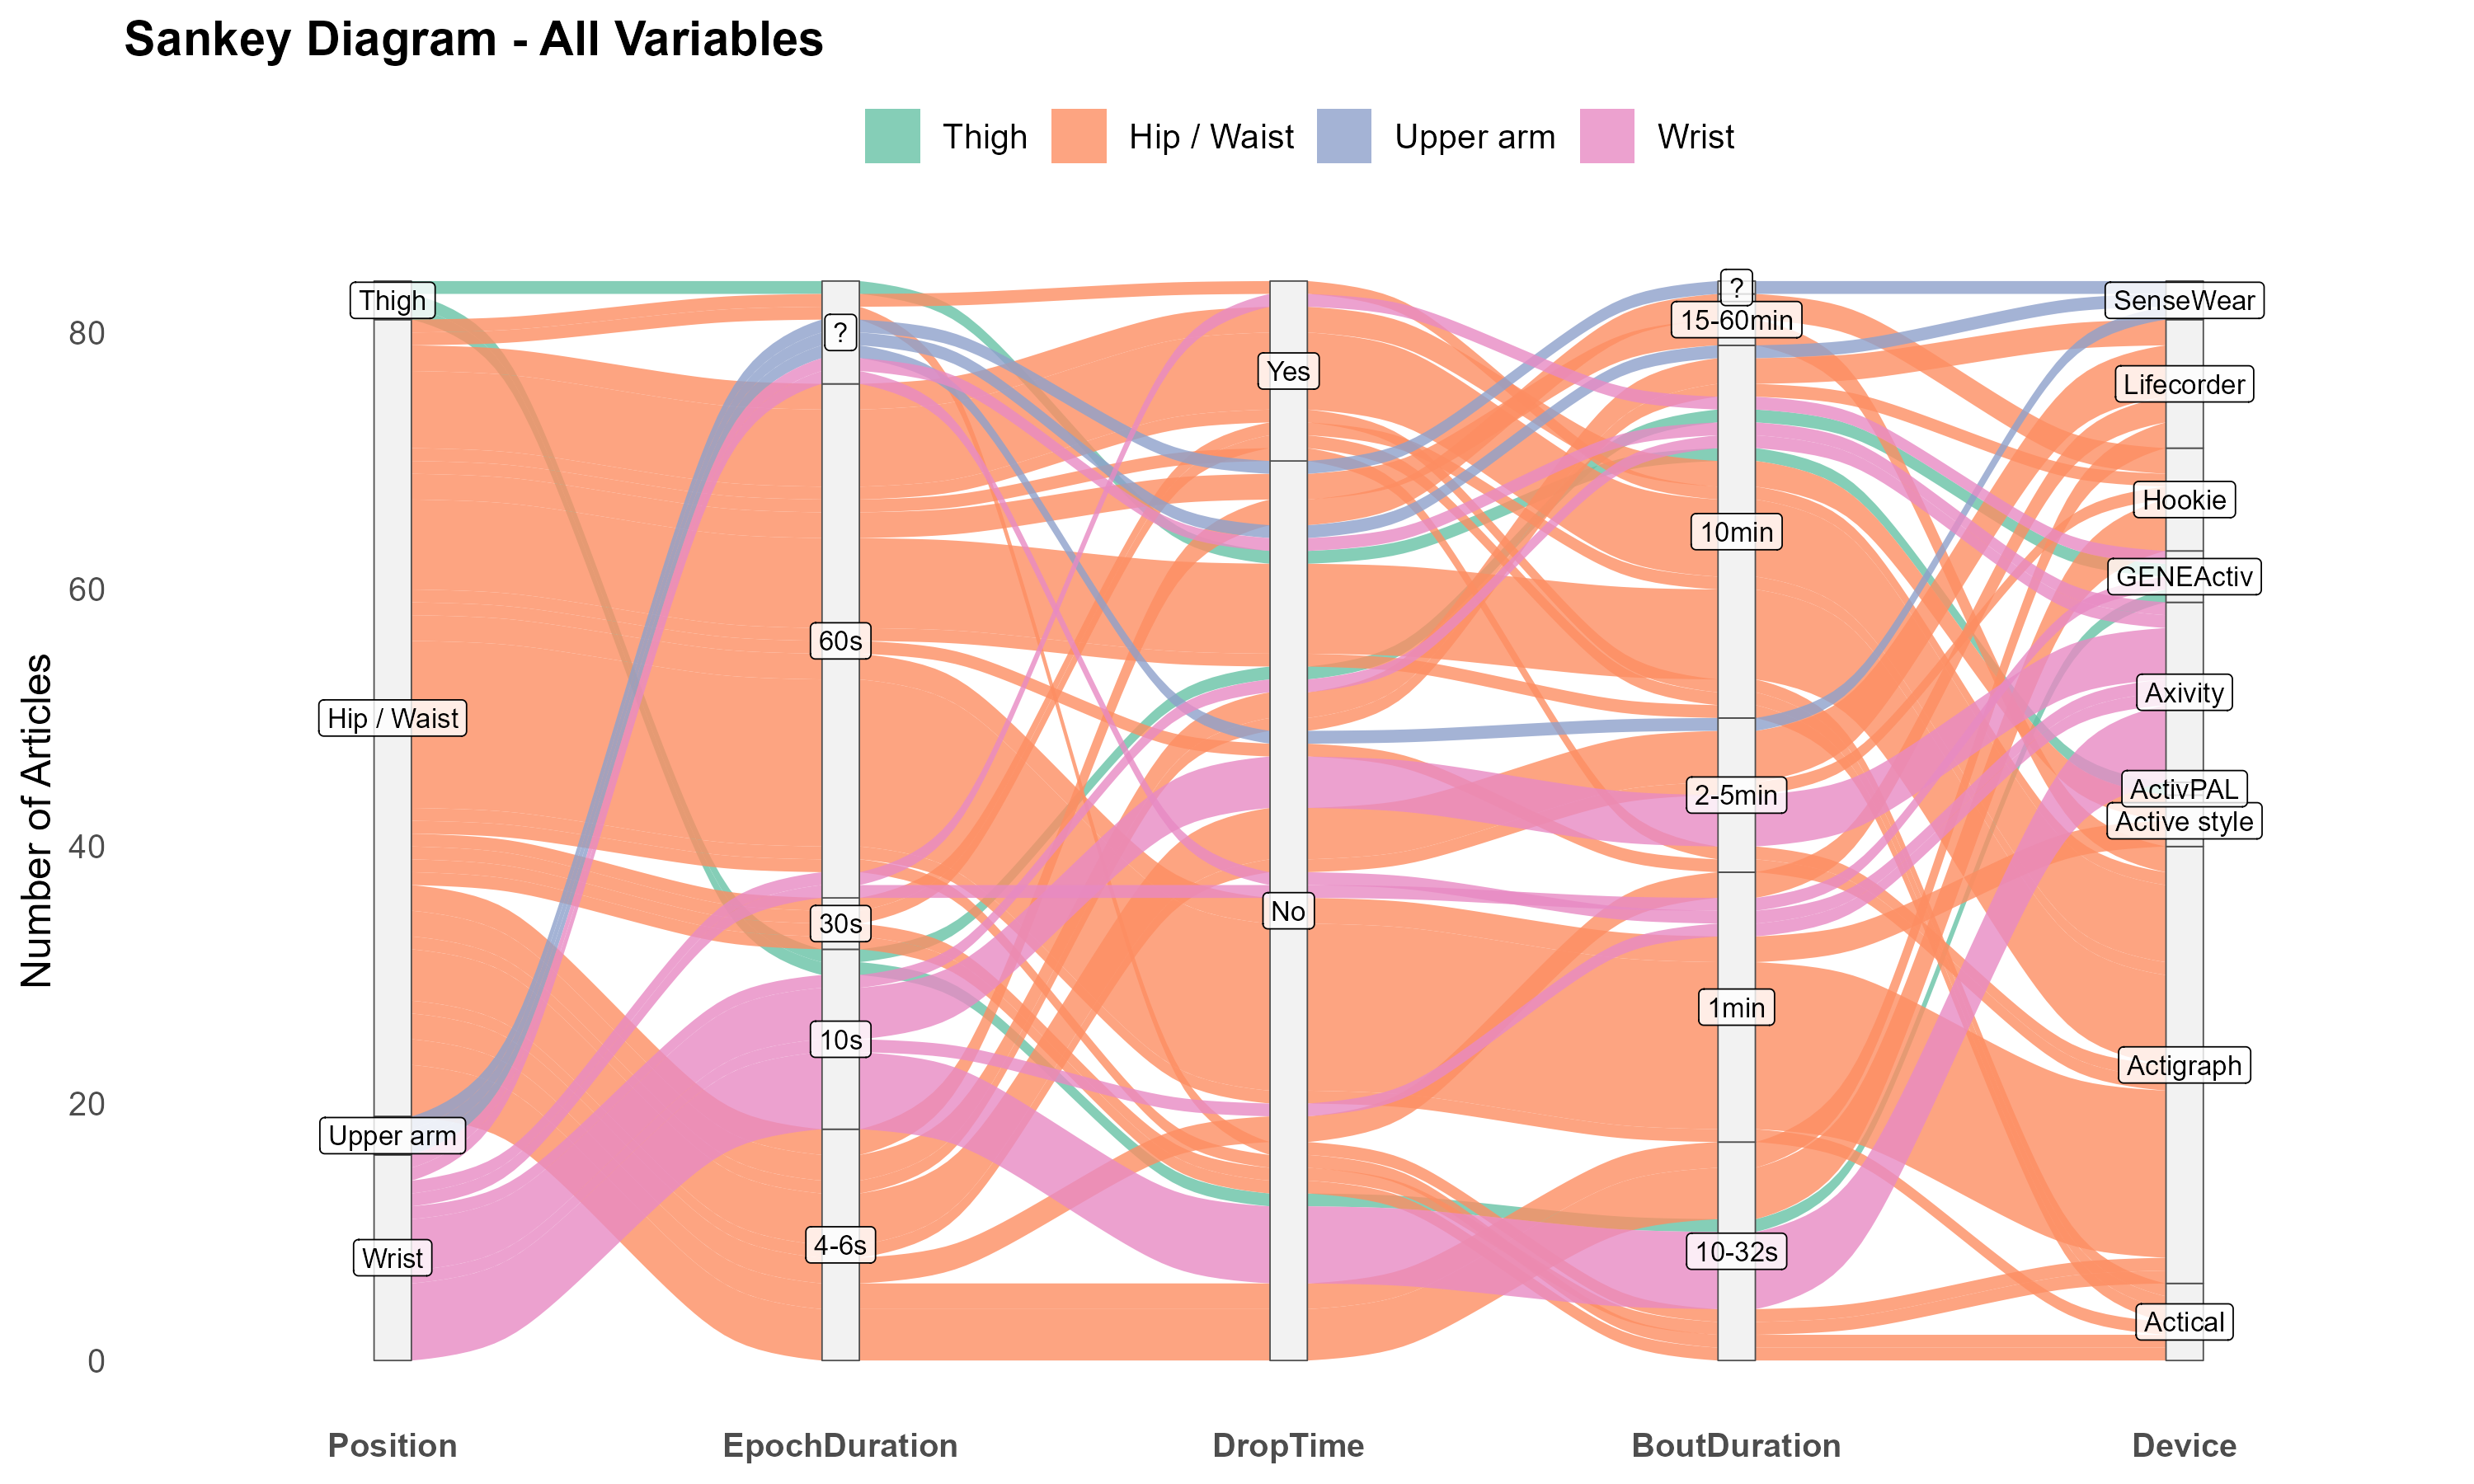 Sankey Diagram - All Variables
Thigh
Hip / Waist
Upper arm
Wrist
Number of Articles
80
60
40
20
0
Thigh
Hip / Waist
Upper arm
Wrist
?
60s
30s
10s
4-6s
Yes
No
?
15-60min
10min
2-5min
1min
10-32s
SenseWear
Lifecorder
Hookie
GENEActiv
Axivity
ActivPAL
Active style
Actigraph
Actical
Position
EpochDuration
DropTime
BoutDuration
Device